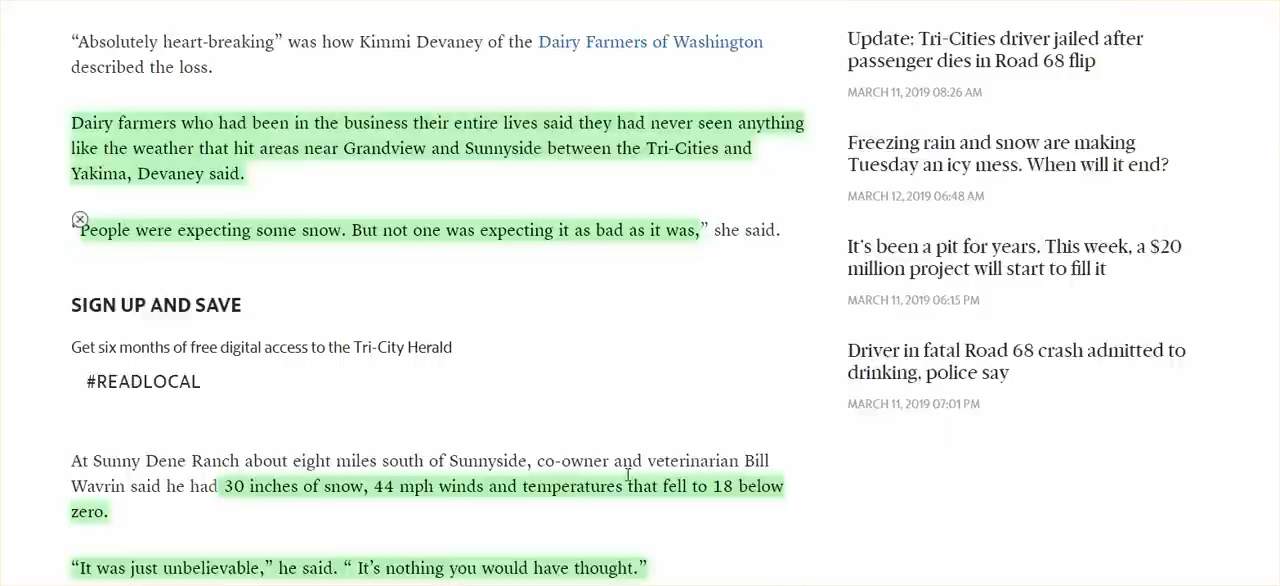 “Absolutely heart-breaking” was how Kimmi Devaney of the Dairy Farmers of Washington
described the loss.
Dairy farmers who had been in the business their entire lives said they had never seen anything
like the weather that hit areas near Grandview and Sunnyside between the Tri-Cities and
Yakima, Devaney said.
“People were expecting some snow. But not one was expecting it as bad as it was,” she said.
SIGN UP AND SAVE
Get six months of free digital access to the Tri-City Herald
#READLOCAL
At Sunny Dene Ranch about eight miles south of Sunnyside, co-owner and veterinarian Bill
Wavrin said he had 30 inches of snow, 44 mph winds and temperatures that fell to 18 below
zero.
“It was just unbelievable,” he said. “ It’s nothing you would have thought.”
Update: Tri-Cities driver jailed after
passenger dies in Road 68 flip
MARCH 11, 2019 08:26 AM
Freezing rain and snow are making
Tuesday an icy mess. When will it end?
MARCH 12, 2019 06:48 AM
It’s been a pit for years. This week, a $20
million project will start to fill it
MARCH 11, 2019 06:15 PM
Driver in fatal Road 68 crash admitted to
drinking, police say
MARCH 11, 2019 07:01 PM